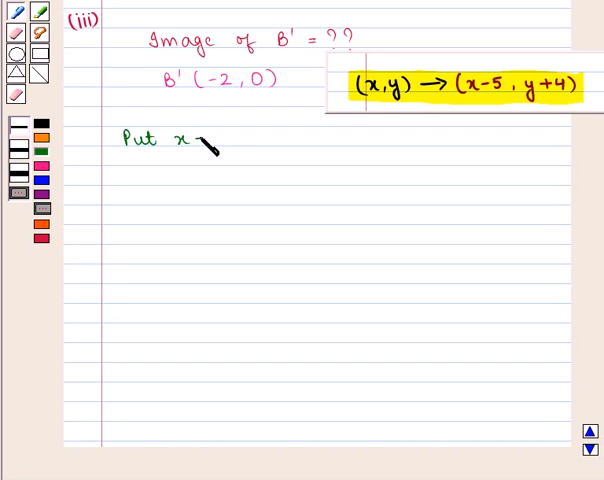 (iii)
Image of B' = ??
B' (-2, 0)
(x,y) → (x-5, y+4)
Put x -